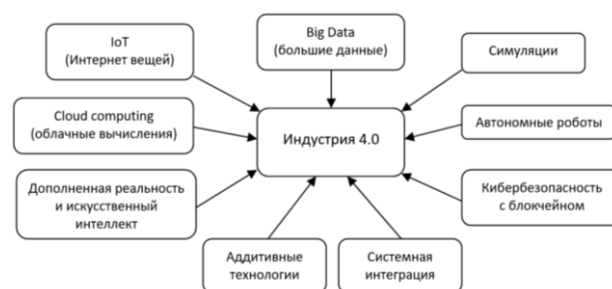 IoT
(Интернет вещей)
Big Data
(большие данные)
Симуляции
Cloud computing
(облачные вычисления)
Индустрия 4.0
Автономные роботы
Дополненная реальность
и искусственный
интеллект
Кибербезопасность
с блокчейном
Аддитивные
технологии
Системная
интеграция